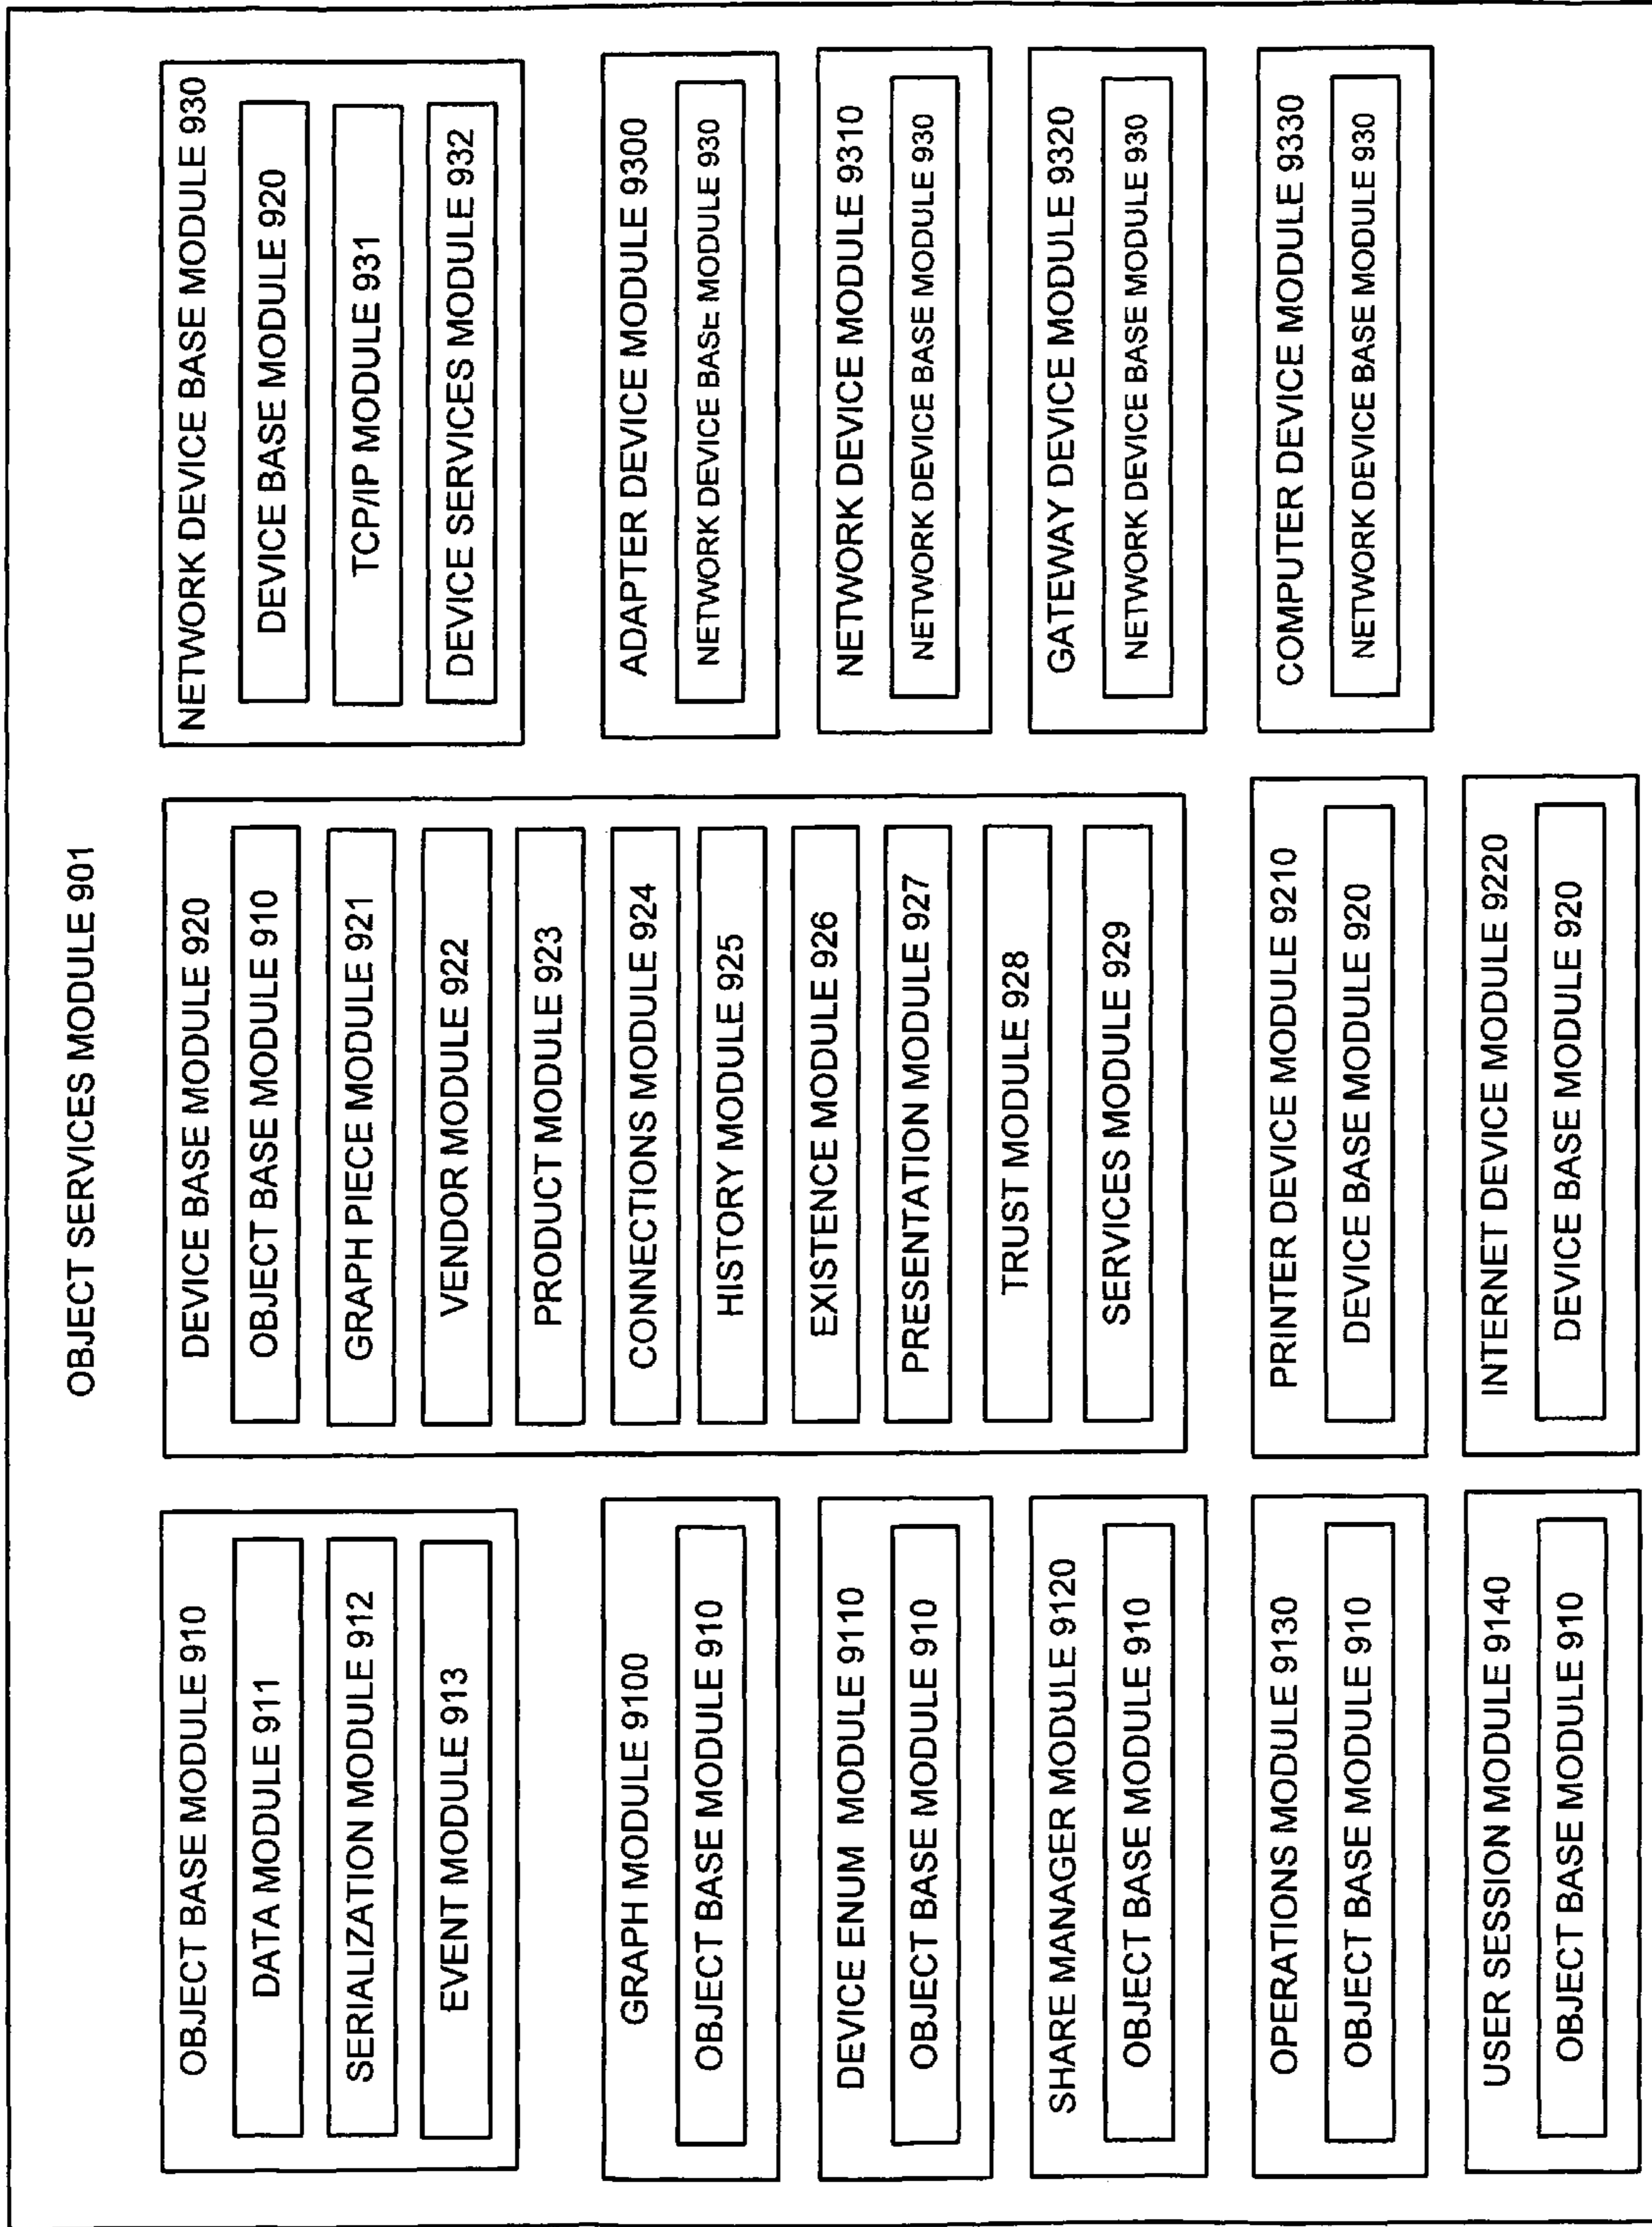 OBJECT SERVICES MODULE 901
OBJECT BASE MODULE 910
DATA MODULE 911
SERIALIZATION MODULE 912
EVENT MODULE 913
GRAPH MODULE 9100
OBJECT BASE MODULE 910
DEVICE ENUM MODULE 9110
OBJECT BASE MODULE 910
SHARE MANAGER MODULE 9120
OBJECT BASE MODULE 910
OPERATIONS MODULE 9130
OBJECT BASE MODULE 910
USER SESSION MODULE 9140
OBJECT BASE MODULE 910
DEVICE BASE MODULE 920
OBJECT BASE MODULE 910
GRAPH PIECE MODULE 921
VENDOR MODULE 922
PRODUCT MODULE 923
CONNECTIONS MODULE 924
HISTORY MODULE 925
EXISTENCE MODULE 926
PRESENTATION MODULE 927
TRUST MODULE 928
SERVICES MODULE 929
PRINTER DEVICE MODULE 9210
DEVICE BASE MODULE 920
INTERNET DEVICE MODULE 9220
DEVICE BASE MODULE 920
NETWORK DEVICE BASE MODULE 930
DEVICE BASE MODULE 920
TCP/IP MODULE 931
DEVICE SERVICES MODULE 932
ADAPTER DEVICE MODULE 9300
NETWORK DEVICE BASE MODULE 930
NETWORK DEVICE MODULE 9310
NETWORK DEVICE BASE MODULE 930
GATEWAY DEVICE MODULE 9320
NETWORK DEVICE BASE MODULE 930
COMPUTER DEVICE MODULE 9330
NETWORK DEVICE BASE MODULE 930